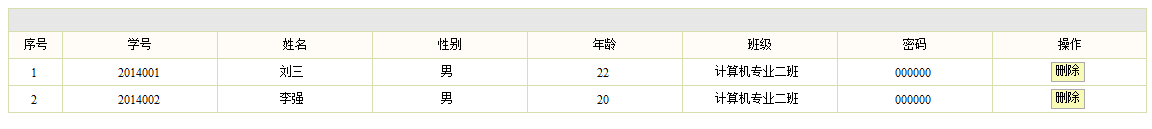 序号 学号 姓名 性别 年龄 班级 密码 操作
1 2014001 刘三 男 22 计算机专业二班 000000 删除
2 2014002 李强 男 20 计算机专业二班 000000 删除